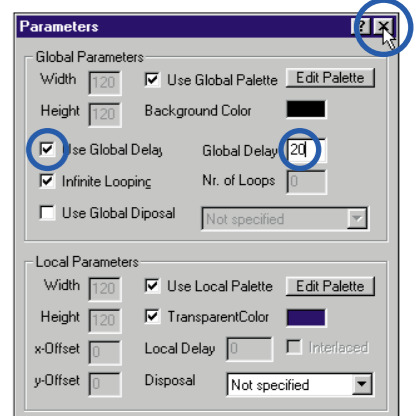 Parameters
Global Parameters
Width 120 Use Global Palette Edit Palette
Height 120 Background Color
Use Global Delay Global Delay 20
Infinite Looping Nr. of Loops 0
Use Global Diposal Not specified
Local Parameters
Width 120 Use Local Palette Edit Palette
Height 120 TransparentColor
x-Offset 0 Local Delay 0 Interlaced
y-Offset 0 Disposal Not specified